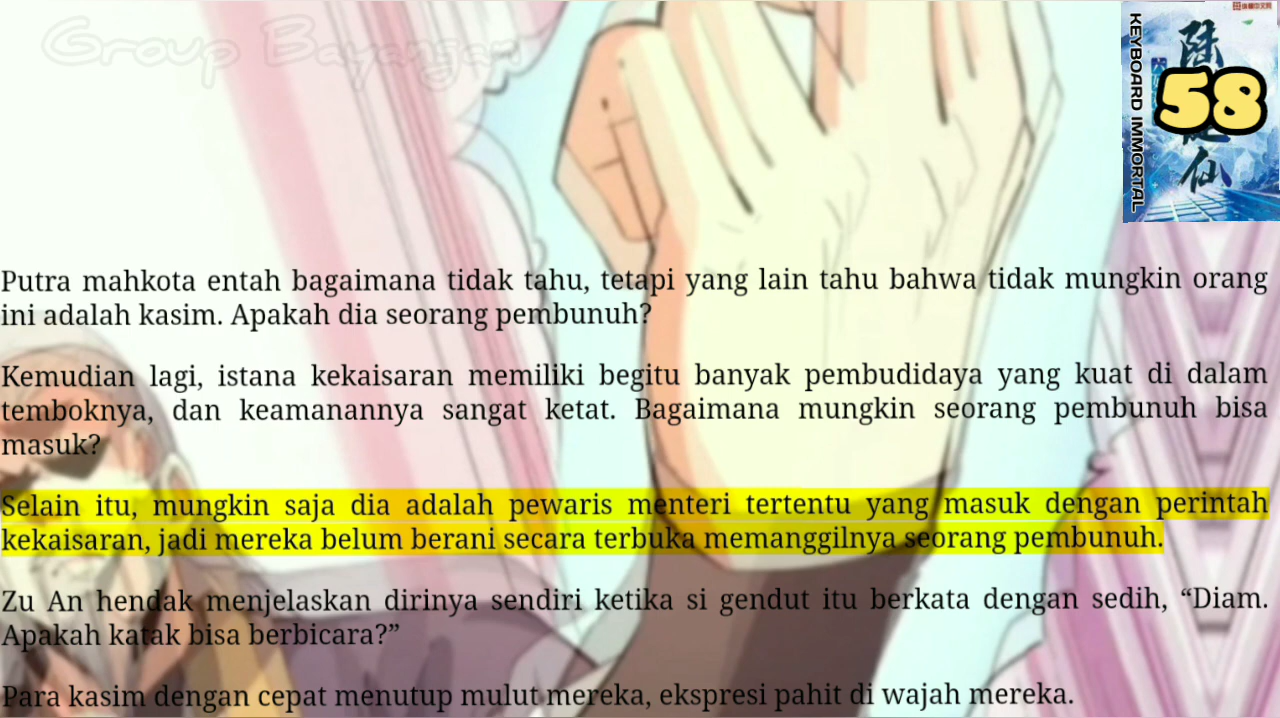 Group Bayangan
KEYBOARD IMMORTAL
58
Putra mahkota entah bagaimana tidak tahu, tetapi yang lain tahu bahwa tidak mungkin orang
ini adalah kasim. Apakah dia seorang pembunuh?
Kemudian lagi, istana kekaisaran memiliki begitu banyak pembudidaya yang kuat di dalam
temboknya, dan keamanannya sangat ketat. Bagaimana mungkin seorang pembunuh bisa
masuk?
Selain itu, mungkin saja dia adalah pewaris menteri tertentu yang masuk dengan perintah
kekaisaran, jadi mereka belum berani secara terbuka memanggilnya seorang pembunuh.
Zu An hendak menjelaskan dirinya sendiri ketika si gendut itu berkata dengan sedih, “Diam.
Apakah katak bisa berbicara?”
Para kasim dengan cepat menutup mulut mereka, ekspresi pahit di wajah mereka.